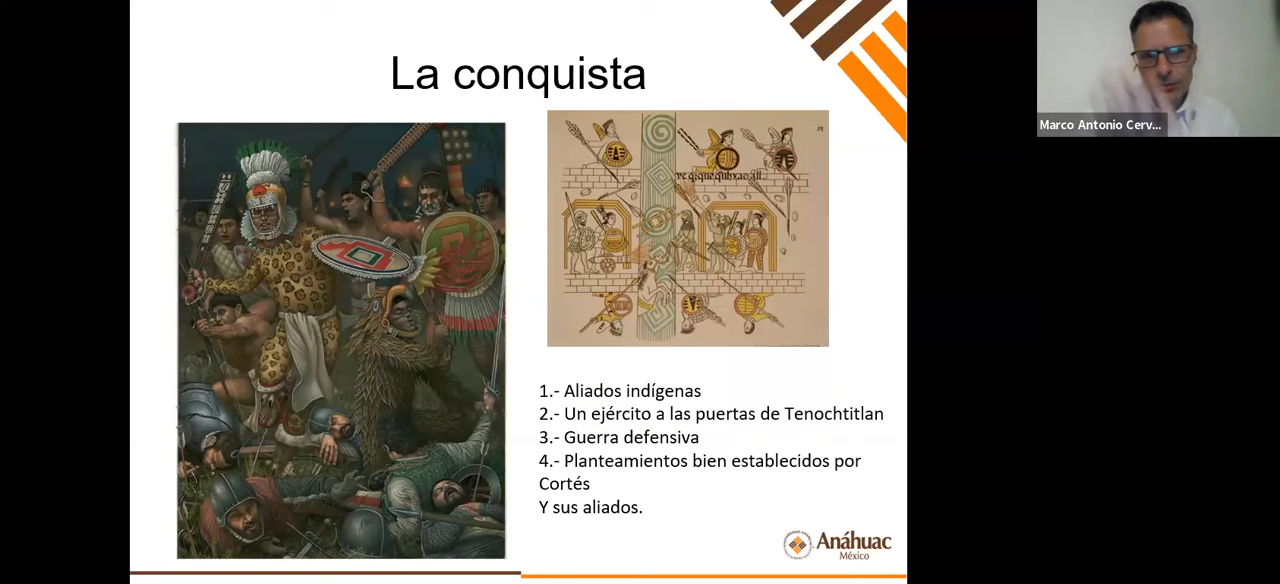 La conquista
Marco Antonio Cerv...
1.- Aliados indígenas
2.- Un ejército a las puertas de Tenochtitlan
3.- Guerra defensiva
4.- Planteamientos bien establecidos por
Cortés
Y sus aliados.
Anáhuac
México